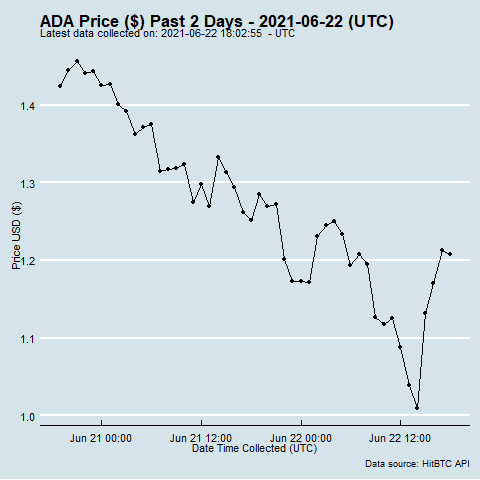 ADA Price ($) Past 2 Days - 2021-06-22 (UTC)
Latest data collected on: 2021-06-22 18:02:55 - UTC
Price USD ($)
1.4
1.3
1.2
1.1
1.0
Jun 21 00:00 Jun 21 12:00 Jun 22 00:00 Jun 22 12:00
Date Time Collected (UTC)
Data source: HitBTC API